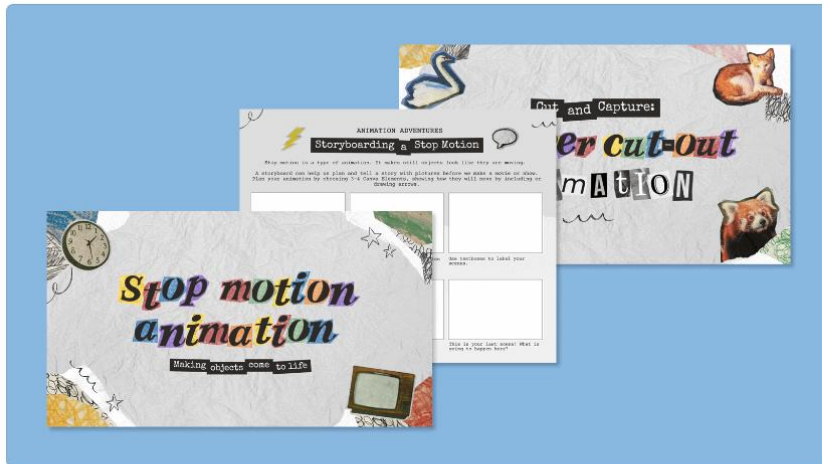 Cut and Capture:
er cut-out
mATION
ANIMATION ADVENTURES
Storyboarding a Stop Motion
Stop motion is a type of animation. It makes still objects look like they are moving.
A storyboard can help us plan and tell a story with pictures before we make a movie or show.
Plan your animation by choosing 3-4 Canva Elements, showing how they will move by including or
drawing arrows.
Use textboxes to label your
scenes.
This is your last scene! What is
going to happen here?
Stop motion
animation
Making objects come to life